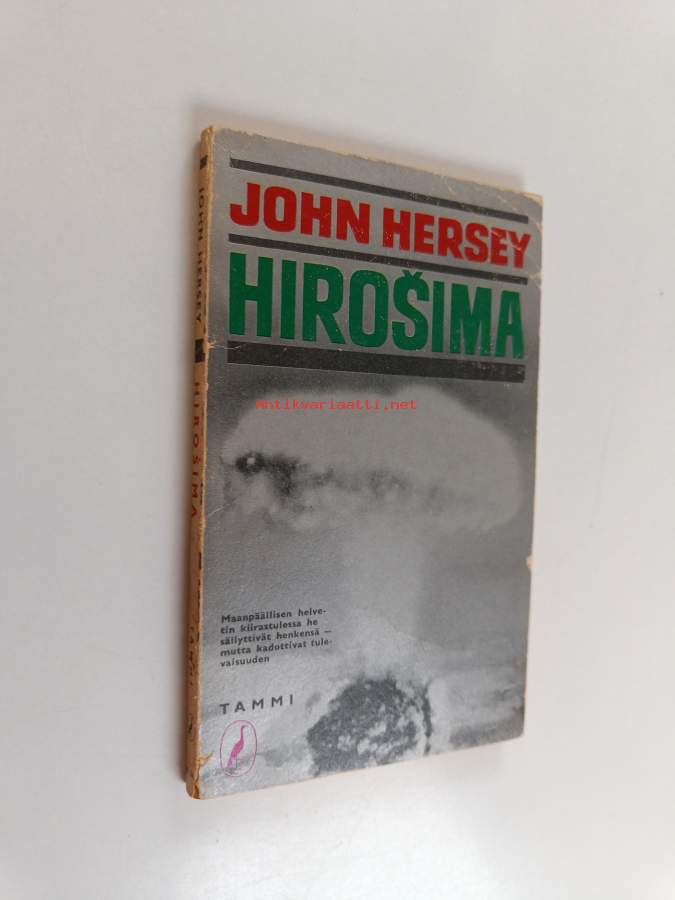 JOHN HERSEY
HIROŠIMA
Antikvariaatti.net
Maanpäällisen helve-
tin kiirastulessa he
säilyttivät henkensä —
mutta kadottivat tule-
vaisuuden
TAMMI
JOHN HERSEY
HIROŠIMA
TAMMI